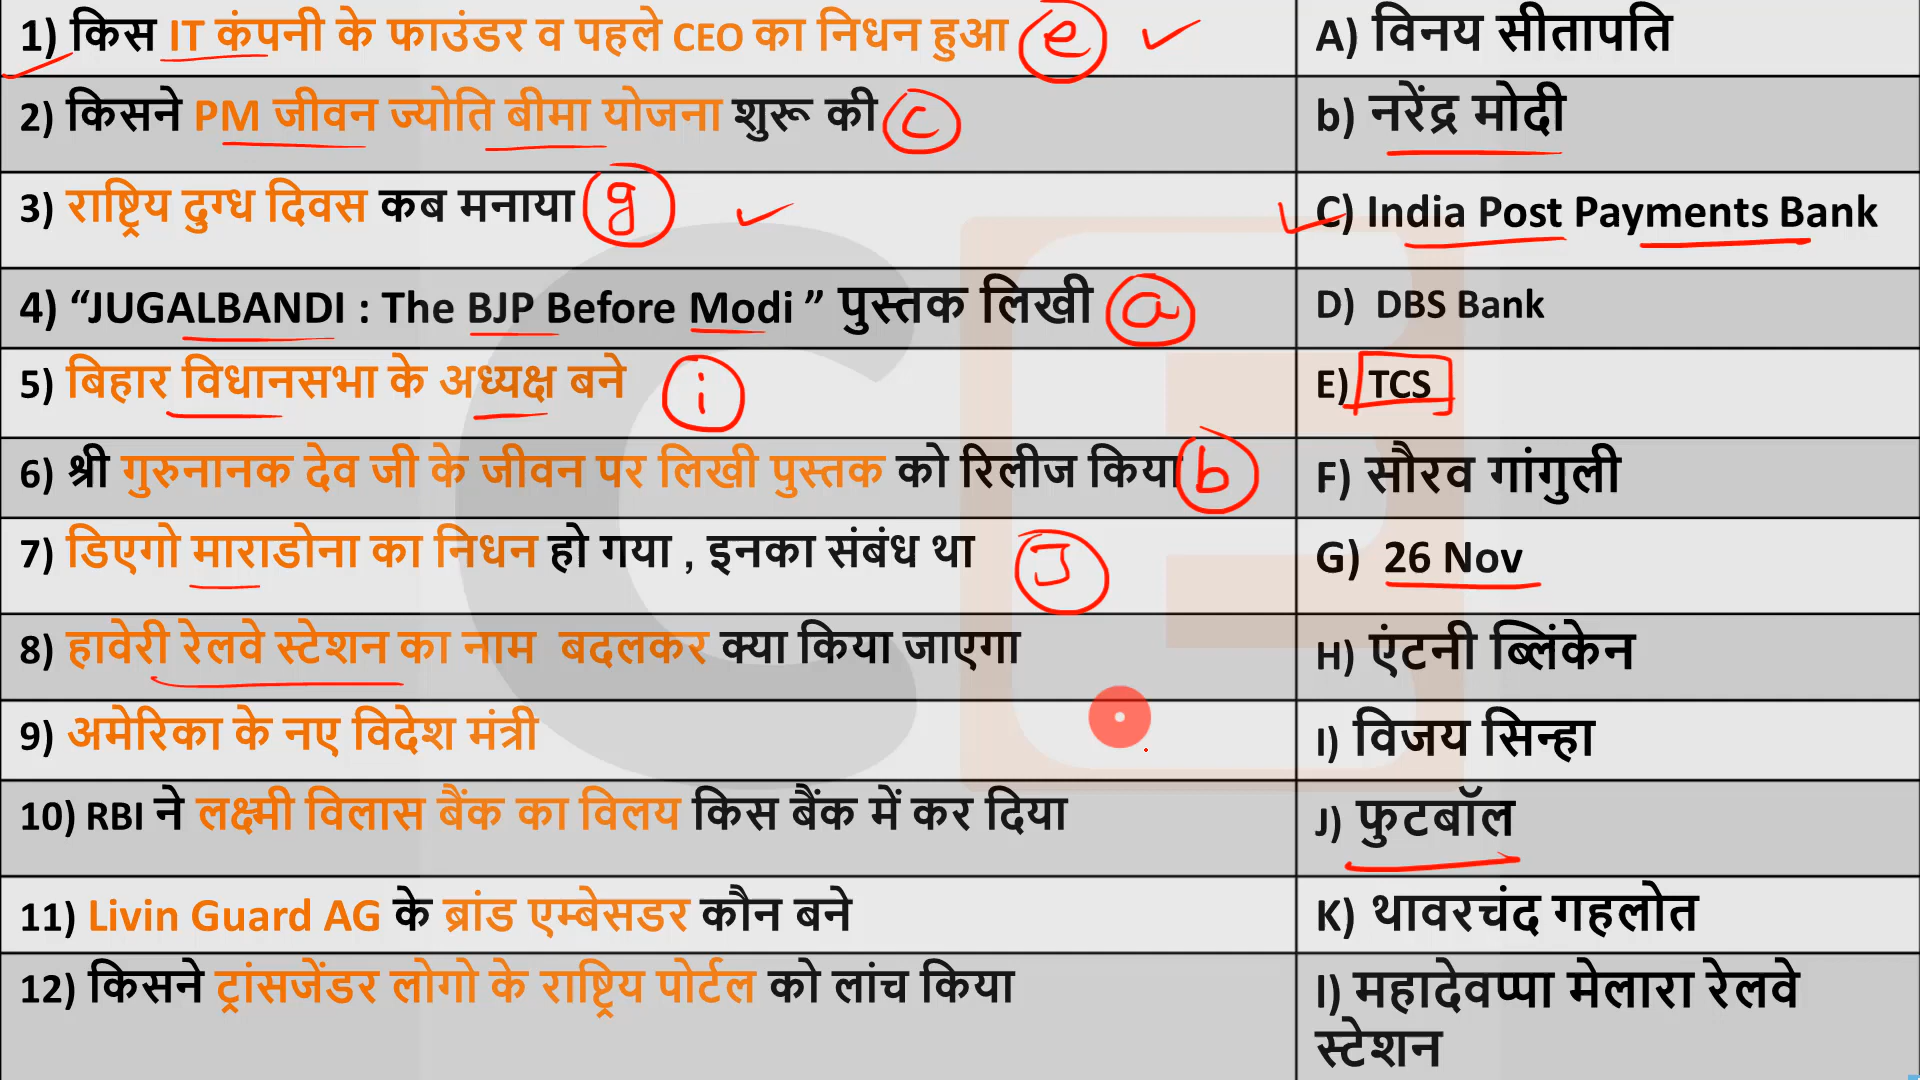 1) किस IT कंपनी के फाउंडर व पहले CEO का निधन हुआ e
A) विनय सीतापति
2) किसने PM जीवन ज्योति बीमा योजना शुरू की c
b) नरेंद्र मोदी
3) राष्ट्रिय दुग्ध दिवस कब मनाया g
C) India Post Payments Bank
4) “JUGALBANDI : The BJP Before Modi ” पुस्तक लिखी a
D) DBS Bank
5) बिहार विधानसभा के अध्यक्ष बने i
E) TCS
6) श्री गुरुनानक देव जी के जीवन पर लिखी पुस्तक को रिलीज किया b
F) सौरव गांगुली
7) डिएगो माराडोना का निधन हो गया , इनका संबंध था J
G) 26 Nov
8) हावेरी रेलवे स्टेशन का नाम बदलकर क्या किया जाएगा
H) एंटनी ब्लिंकेन
9) अमेरिका के नए विदेश मंत्री
I) विजय सिन्हा
10) RBI ने लक्ष्मी विलास बैंक का विलय किस बैंक में कर दिया
J) फुटबॉल
11) Livin Guard AG के ब्रांड एम्बेसडर कौन बने
K) थावरचंद गहलोत
12) किसने ट्रांसजेंडर लोगो के राष्ट्रिय पोर्टल को लांच किया
l) महादेवप्पा मेलारा रेलवे
स्टेशन